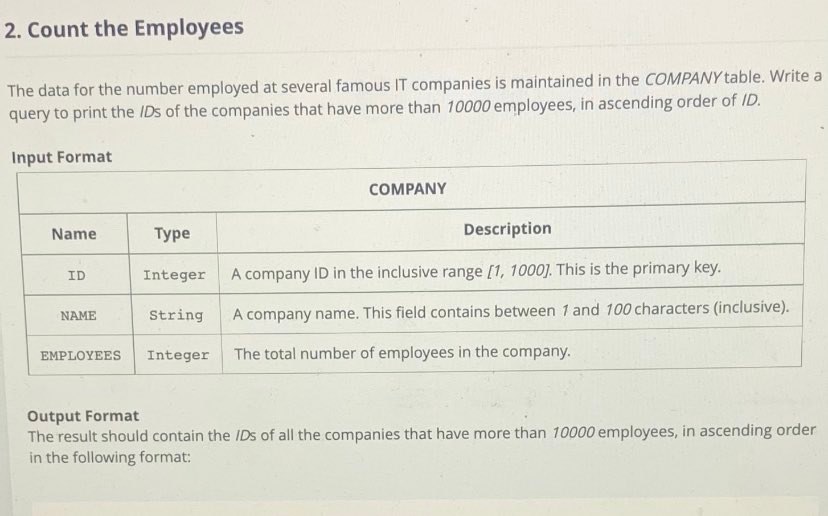 2. Count the Employees
The data for the number employed at several famous IT companies is maintained in the COMPANY table. Write a
query to print the IDs of the companies that have more than 10000 employees, in ascending order of ID.
Input Format
COMPANY
Name Type Description
ID Integer A company ID in the inclusive range [1, 1000]. This is the primary key.
NAME String A company name. This field contains between 1 and 100 characters (inclusive).
EMPLOYEES Integer The total number of employees in the company.
Output Format
The result should contain the IDs of all the companies that have more than 10000 employees, in ascending order
in the following format: